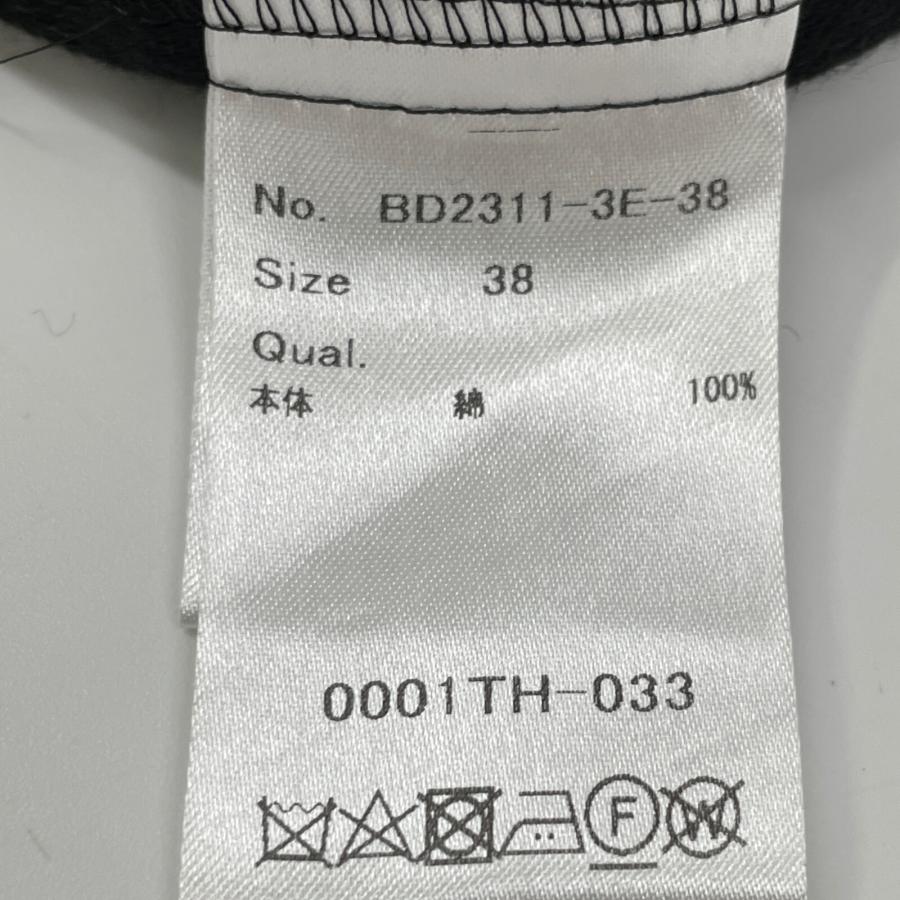 No. BD2311-3E-38
Size 38
Qual.
本体 綿 100%
0001TH-033
F W